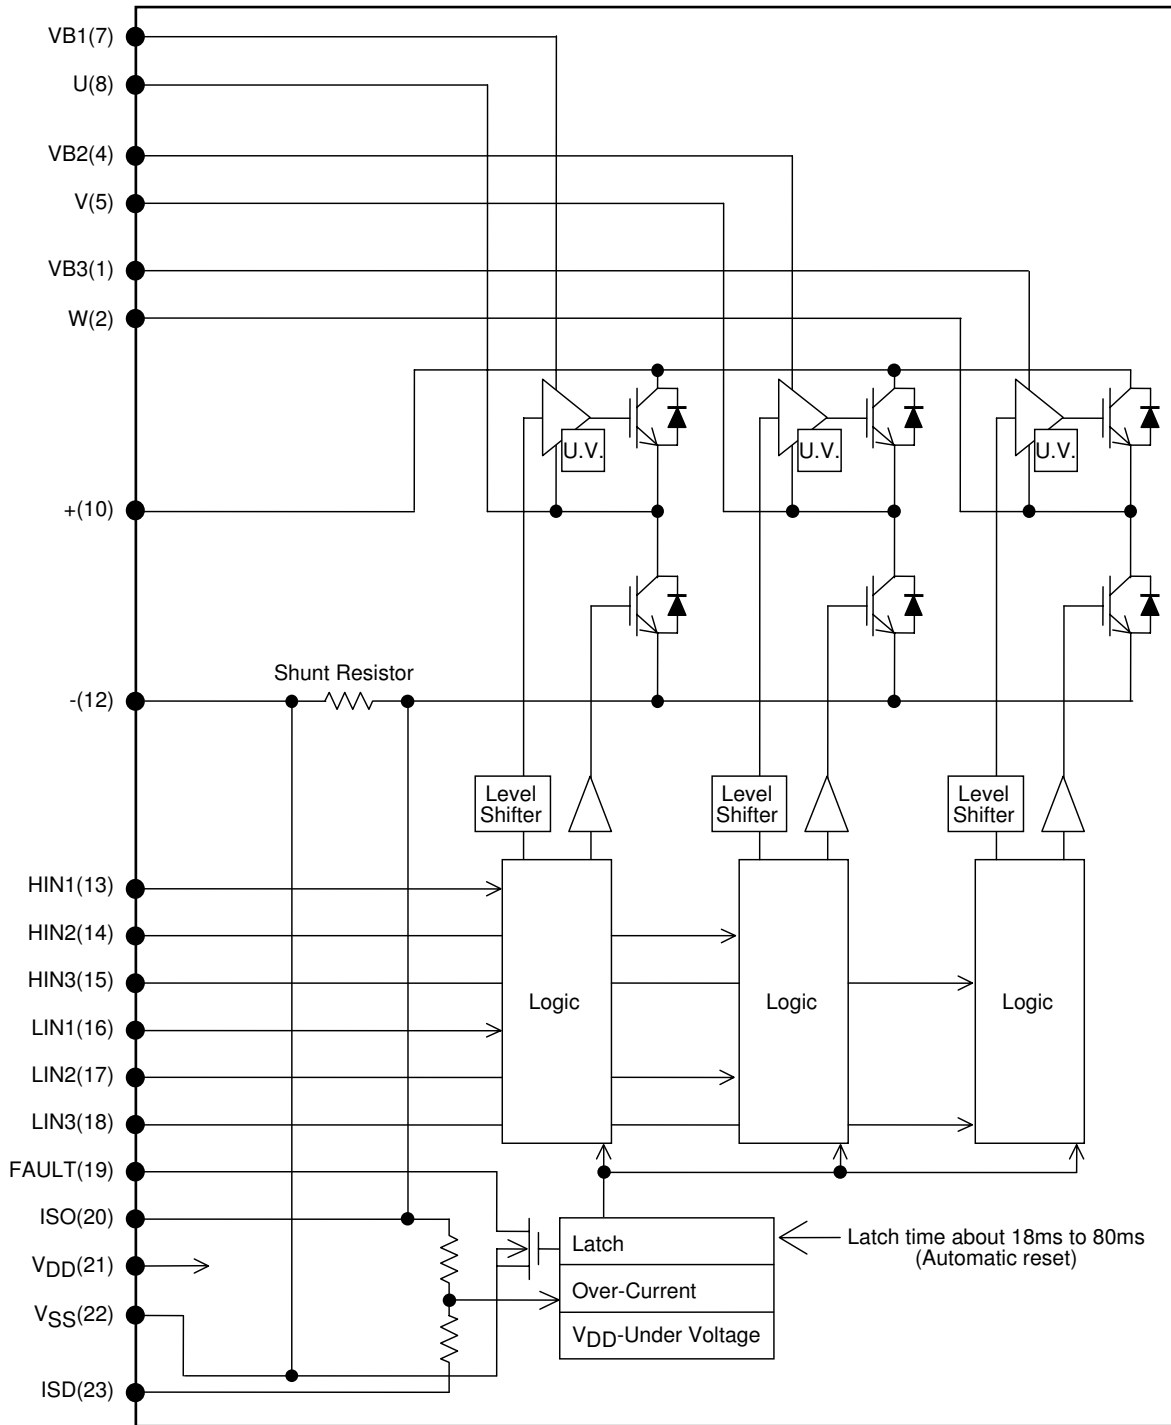 VB1(7)
U(8)
VB2(4)
V(5)
VB3(1)
W(2)
U.V.
U.V.
U.V.
+(10)
Shunt Resistor
-(12)
Level
Shifter
Level
Shifter
Level
Shifter
HIN1(13)
HIN2(14)
HIN3(15)
Logic
Logic
Logic
LIN1(16)
LIN2(17)
LIN3(18)
FAULT(19)
ISO(20)
Latch
Latch time about 18ms to 80ms
(Automatic reset)
VDD(21)
Over-Current
VSS(22)
VDD-Under Voltage
ISD(23)